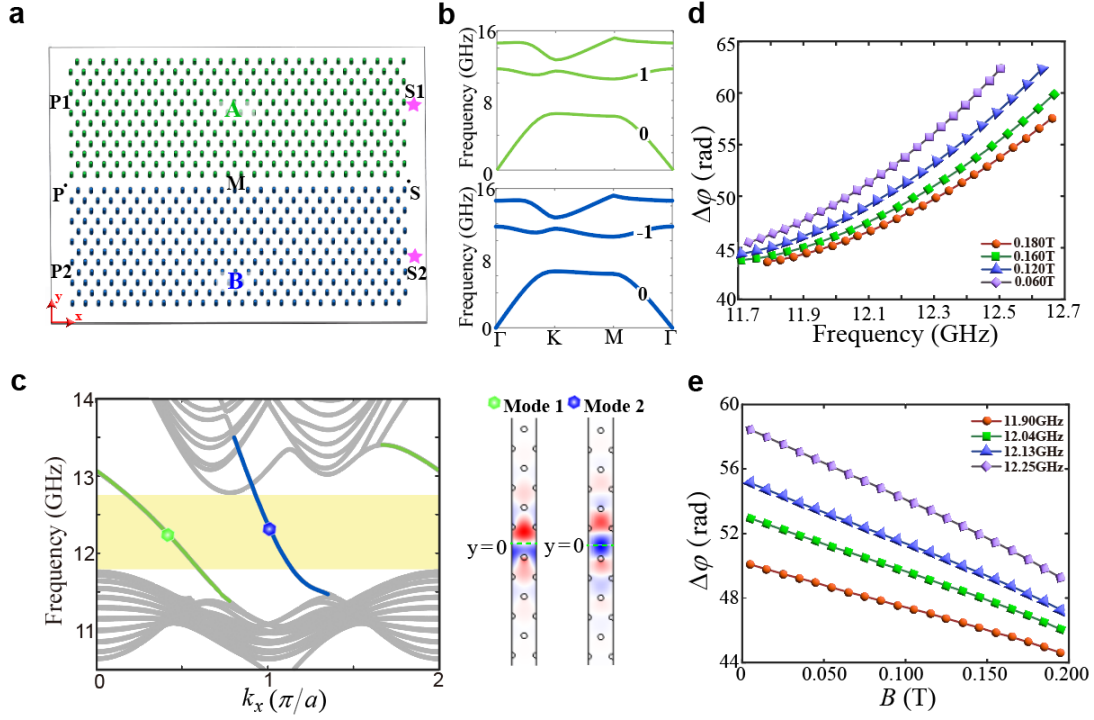 a
P1
A
S1
P
M
S
P2
B
S2
y
x
b
Frequency (GHz)
16
8
0
1
0
Frequency (GHz)
16
8
0
-1
0
Γ K M Γ
c
Frequency (GHz)
14
13
12
11
0 1 2
kx (π/a)
Mode 1 Mode 2
y=0 y=0
d
Δφ (rad)
65
60
55
50
45
40
0.180T
0.160T
0.120T
0.060T
11.7 11.9 12.1 12.3 12.5 12.7
Frequency (GHz)
e
Δφ (rad)
60
56
52
48
44
11.90GHz
12.04GHz
12.13GHz
12.25GHz
0 0.050 0.100 0.150 0.200
B (T)